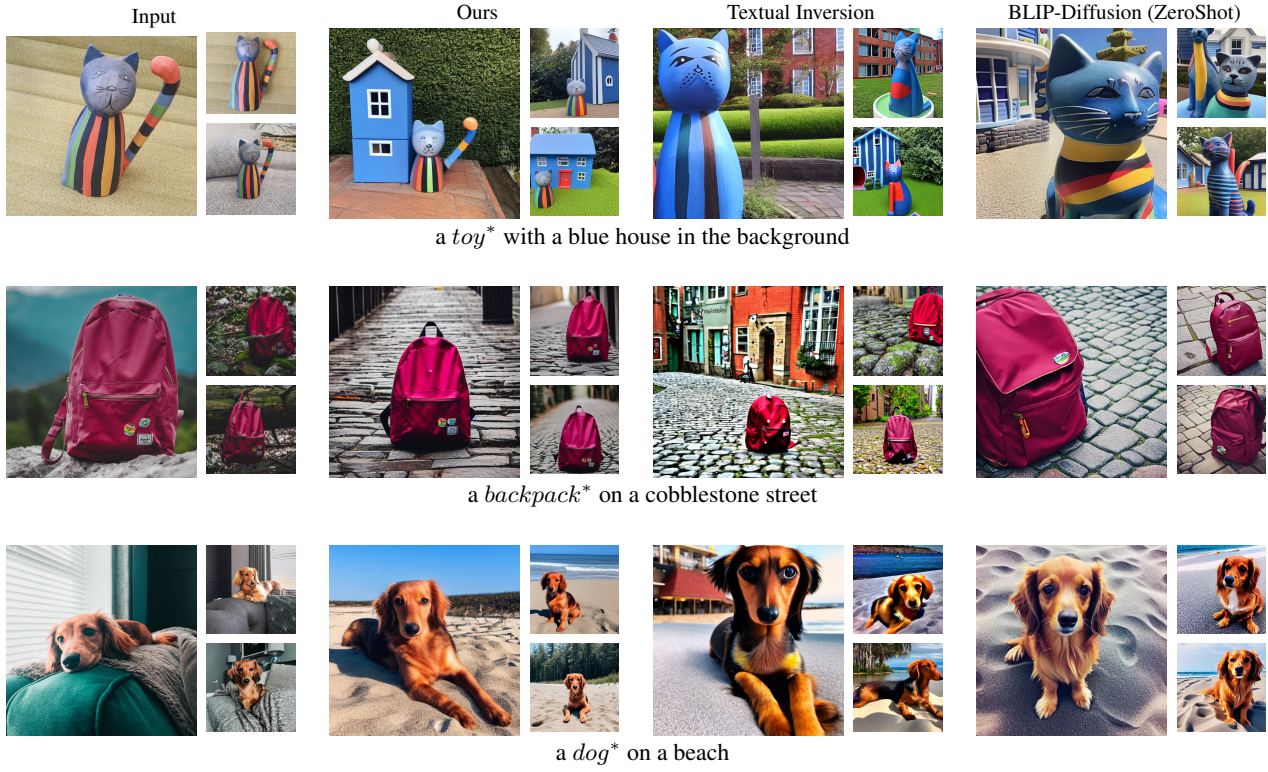 Input
Ours
Textual Inversion
BLIP-Diffusion (ZeroShot)
a toy* with a blue house in the background
a backpack* on a cobblestone street
a dog* on a beach